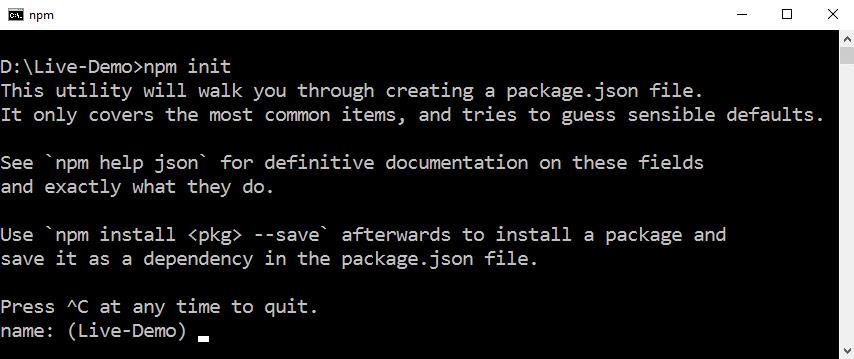 npm
D:\Live-Demo>npm init
This utility will walk you through creating a package.json file.
It only covers the most common items, and tries to guess sensible defaults.
See `npm help json` for definitive documentation on these fields
and exactly what they do.
Use `npm install <pkg> --save` afterwards to install a package and
save it as a dependency in the package.json file.
Press ^C at any time to quit.
name: (Live-Demo)